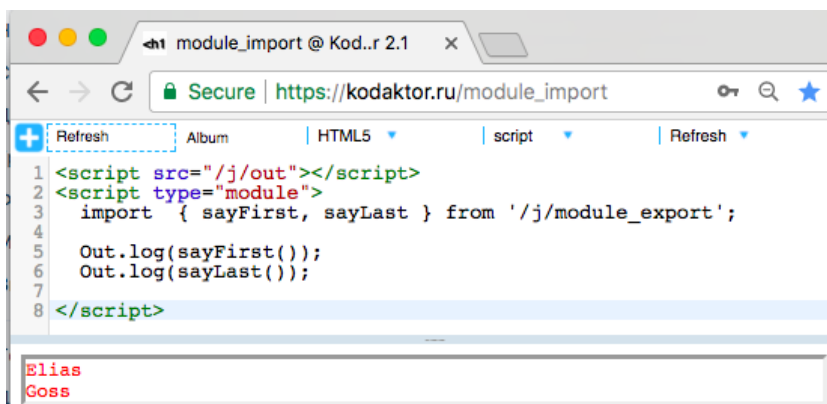 <h1 module_import @ Kod..r 2.1
Secure | https://kodaktor.ru/module_import
Refresh Album HTML5 script Refresh
1 <script src="/j/out"></script>
2 <script type="module">
3 import { sayFirst, sayLast } from '/j/module_export';
4
5 Out.log(sayFirst());
6 Out.log(sayLast());
7
8 </script>
Elias
Goss